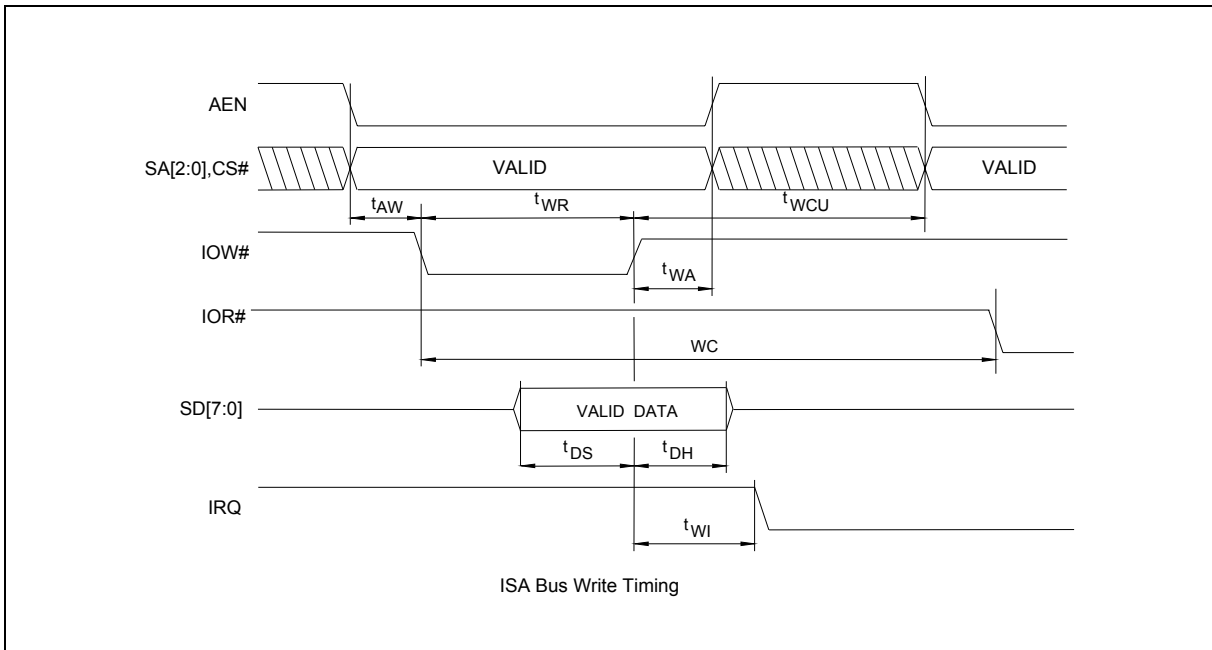 AEN
SA[2:0],CS#
VALID
VALID
tAW
tWR
tWCU
IOW#
tWA
IOR#
WC
SD[7:0]
VALID DATA
tDS
tDH
IRQ
tWI
ISA Bus Write Timing